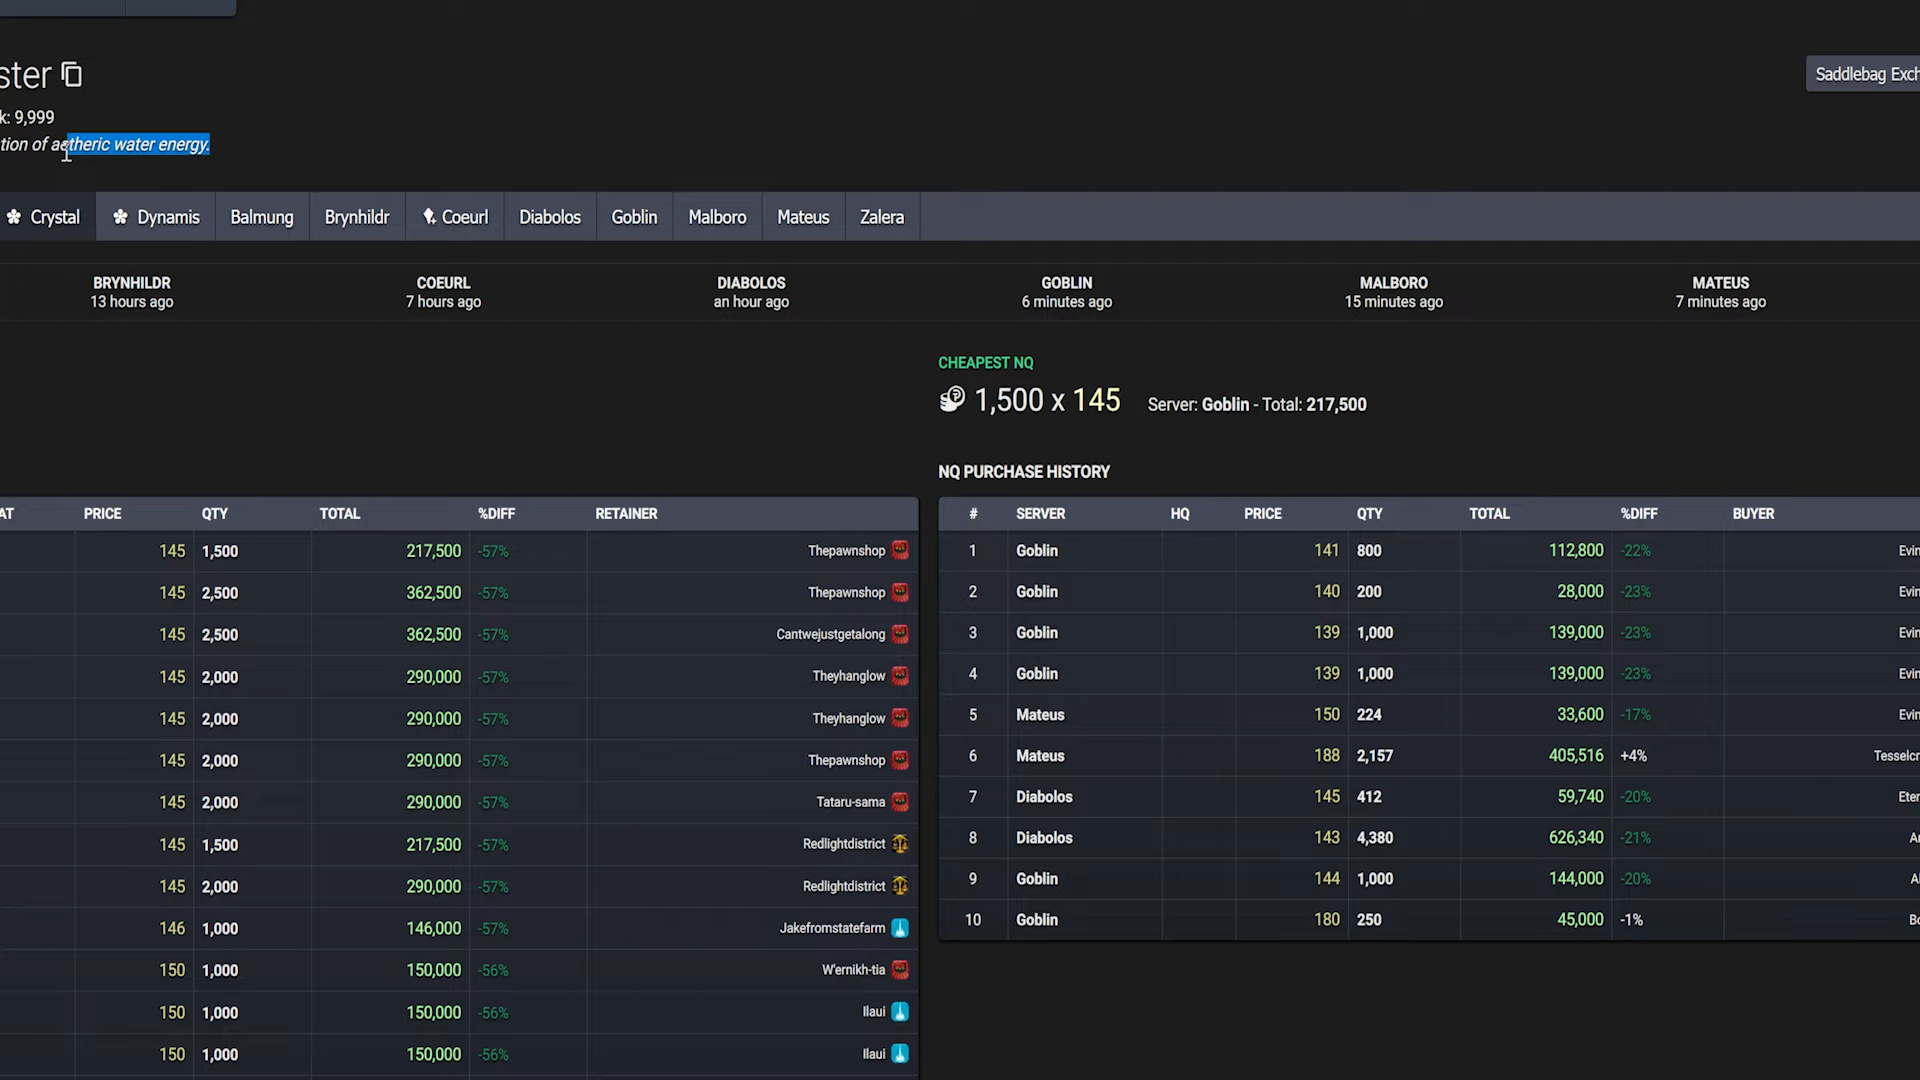 ster
Saddlebag Exch
k: 9,999
tion of aetheric water energy.
Crystal Dynamis Balmung Brynhildr Coeurl Diabolos Goblin Malboro Mateus Zalera
BRYNHILDR COEURL DIABOLOS GOBLIN MALBORO MATEUS
13 hours ago 7 hours ago an hour ago 6 minutes ago 15 minutes ago 7 minutes ago
CHEAPEST NQ
1,500 x 145 Server: Goblin - Total: 217,500
NQ PURCHASE HISTORY
AT PRICE QTY TOTAL %DIFF RETAINER
145 1,500 217,500 -57% Thepawnshop
145 2,500 362,500 -57% Thepawnshop
145 2,500 362,500 -57% Cantwejustgetalong
145 2,000 290,000 -57% Theyhanglow
145 2,000 290,000 -57% Theyhanglow
145 2,000 290,000 -57% Thepawnshop
145 2,000 290,000 -57% Tataru-sama
145 1,500 217,500 -57% Redlightdistrict
145 2,000 290,000 -57% Redlightdistrict
146 1,000 146,000 -57% Jakefromstatefarm
150 1,000 150,000 -56% W'ernikh-tia
150 1,000 150,000 -56% Ilaui
150 1,000 150,000 -56% Ilaui
# SERVER HQ PRICE QTY TOTAL %DIFF BUYER
1 Goblin 141 800 112,800 -22% Evin
2 Goblin 140 200 28,000 -23% Evin
3 Goblin 139 1,000 139,000 -23% Evin
4 Goblin 139 1,000 139,000 -23% Evin
5 Mateus 150 224 33,600 -17% Evin
6 Mateus 188 2,157 405,516 +4% Tesselcr
7 Diabolos 145 412 59,740 -20% Eter
8 Diabolos 143 4,380 626,340 -21% Ar
9 Goblin 144 1,000 144,000 -20% Al
10 Goblin 180 250 45,000 -1% Bo